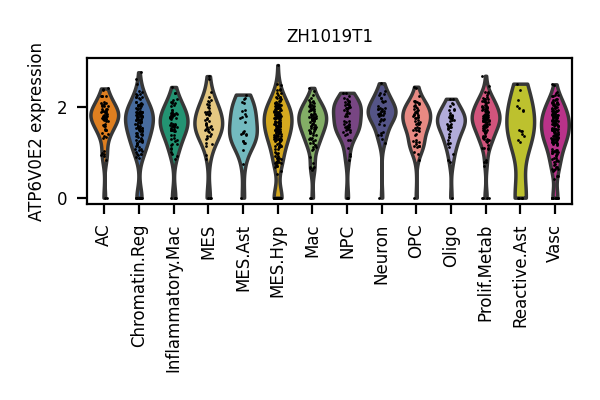 ZH1019T1
ATP6V0E2 expression
2
0
AC
Chromatin.Reg
Inflammatory.Mac
MES
MES.Ast
MES.Hyp
Mac
NPC
Neuron
OPC
Oligo
Prolif.Metab
Reactive.Ast
Vasc